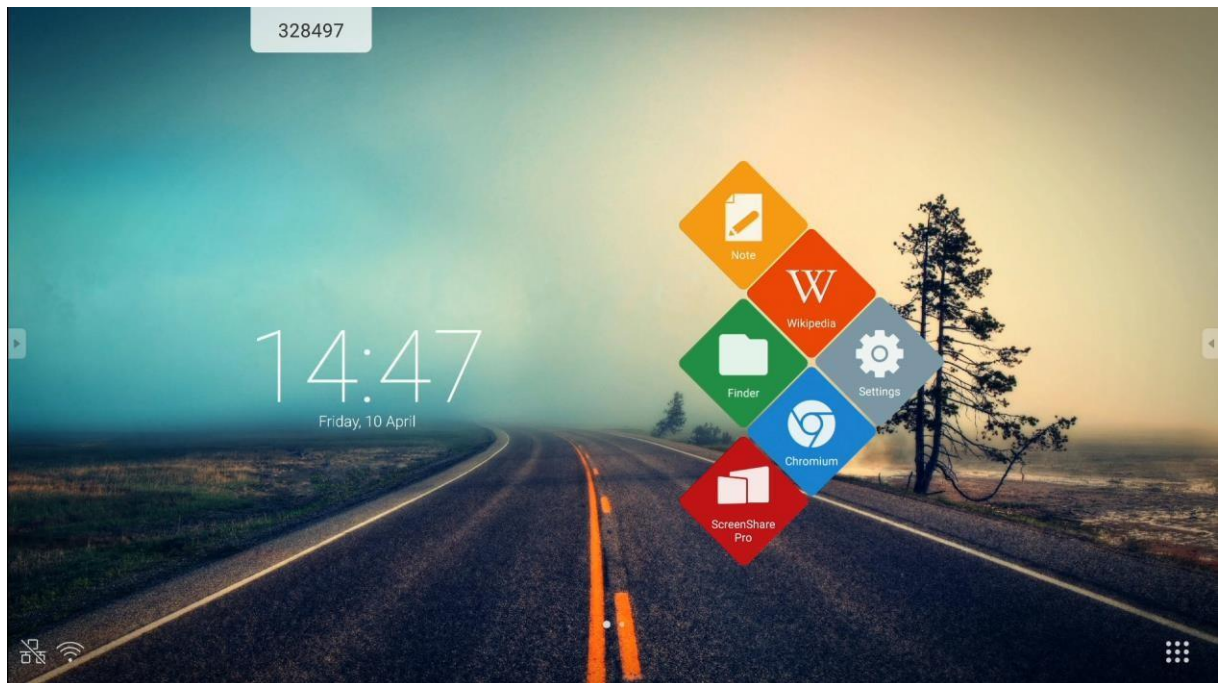 328497
14:47
Friday, 10 April
Note
W
Wikipedia
Finder
Settings
Chromium
ScreenShare
Pro